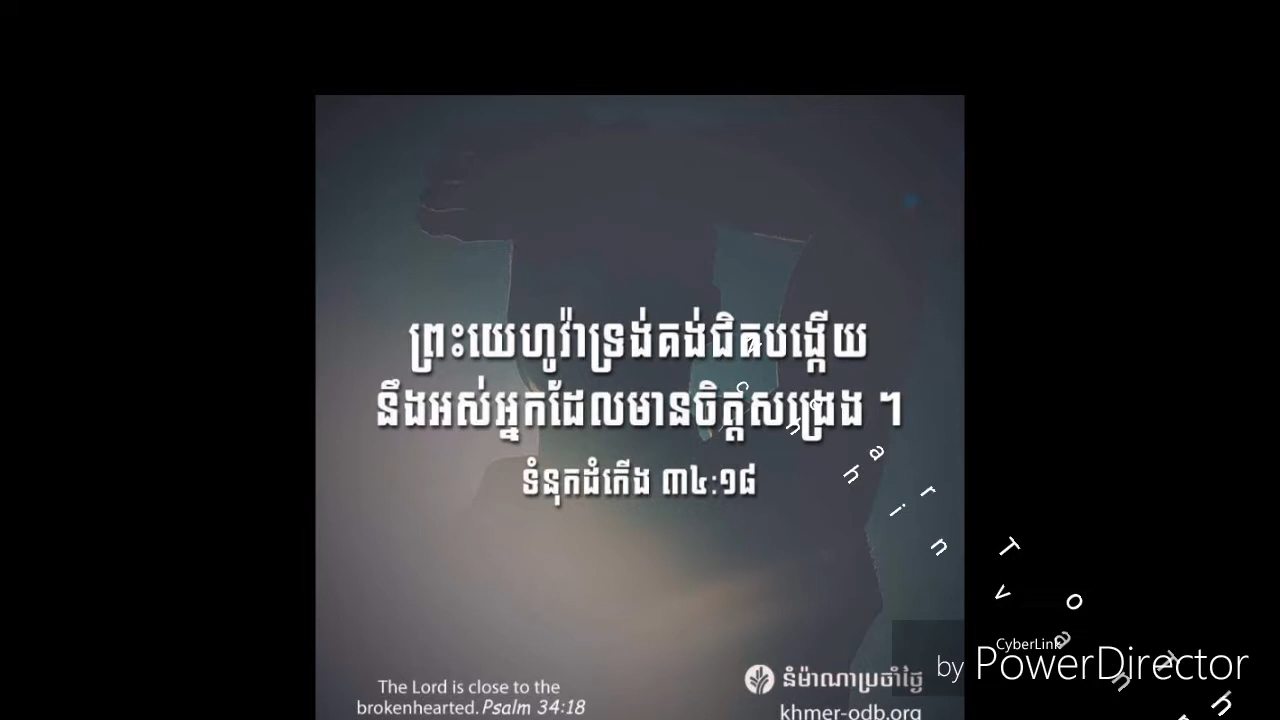 ព្រះយេហូវ៉ាទ្រង់គង់ជិតបង្កើយ
នឹងអស់អ្នកដែលមានចិត្តសង្រេង ។
ទំនុកដំកើង ៣៤:១៨
The Lord is close to the
brokenhearted. Psalm 34:18
នំម៉ាណាប្រចាំថ្ងៃ
khmer-odb.org
CyberLink
by PowerDirector